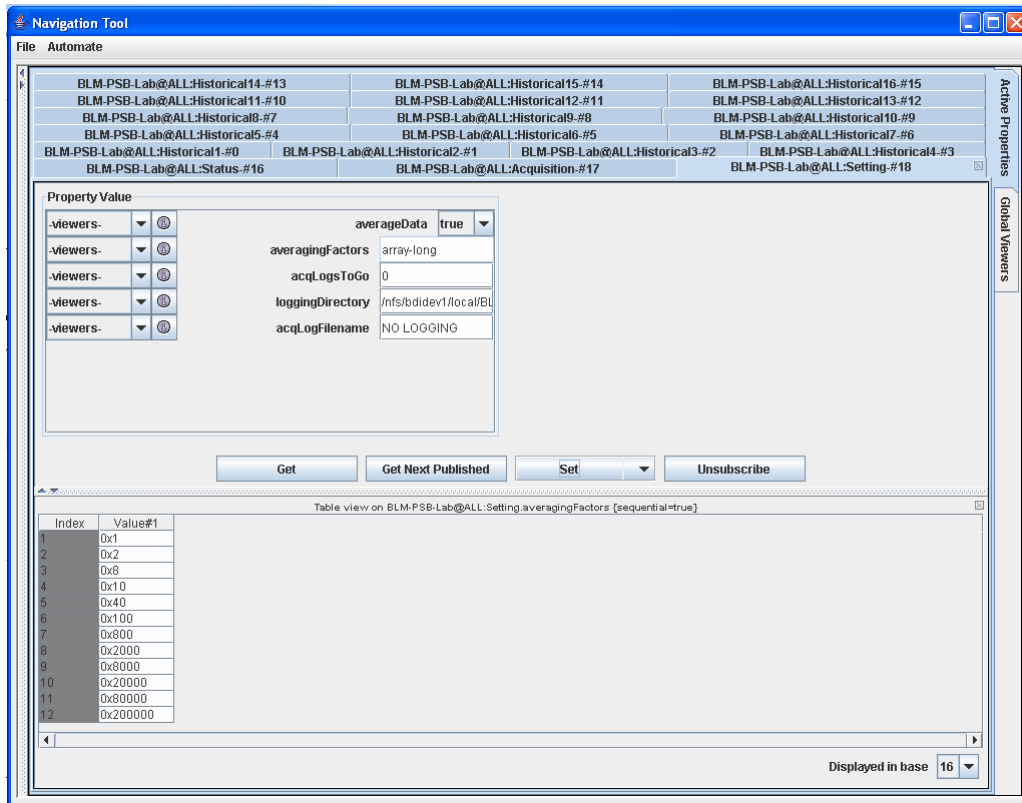 Navigation Tool
File Automate
BLM-PSB-Lab@ALL:Historical14-#13 BLM-PSB-Lab@ALL:Historical15-#14 BLM-PSB-Lab@ALL:Historical16-#15
BLM-PSB-Lab@ALL:Historical11-#10 BLM-PSB-Lab@ALL:Historical12-#11 BLM-PSB-Lab@ALL:Historical13-#12
BLM-PSB-Lab@ALL:Historical8-#7 BLM-PSB-Lab@ALL:Historical9-#8 BLM-PSB-Lab@ALL:Historical10-#9
BLM-PSB-Lab@ALL:Historical5-#4 BLM-PSB-Lab@ALL:Historical6-#5 BLM-PSB-Lab@ALL:Historical7-#6
BLM-PSB-Lab@ALL:Historical1-#0 BLM-PSB-Lab@ALL:Historical2-#1 BLM-PSB-Lab@ALL:Historical3-#2 BLM-PSB-Lab@ALL:Historical4-#3
BLM-PSB-Lab@ALL:Status-#16 BLM-PSB-Lab@ALL:Acquisition-#17 BLM-PSB-Lab@ALL:Setting-#18
Active Properties
Global Viewers
Property Value
-viewers- averageData true
-viewers- averagingFactors array-long
-viewers- acqLogsToGo 0
-viewers- loggingDirectory /nfs/bdidev1/local/BL
-viewers- acqLogFilename NO LOGGING
Get Get Next Published Set Unsubscribe
Table view on BLM-PSB-Lab@ALL:Setting.averagingFactors {sequential=true}
Index Value#1
1 0x1
2 0x2
3 0x8
4 0x10
5 0x40
6 0x100
7 0x800
8 0x2000
9 0x8000
10 0x20000
11 0x80000
12 0x200000
Displayed in base 16